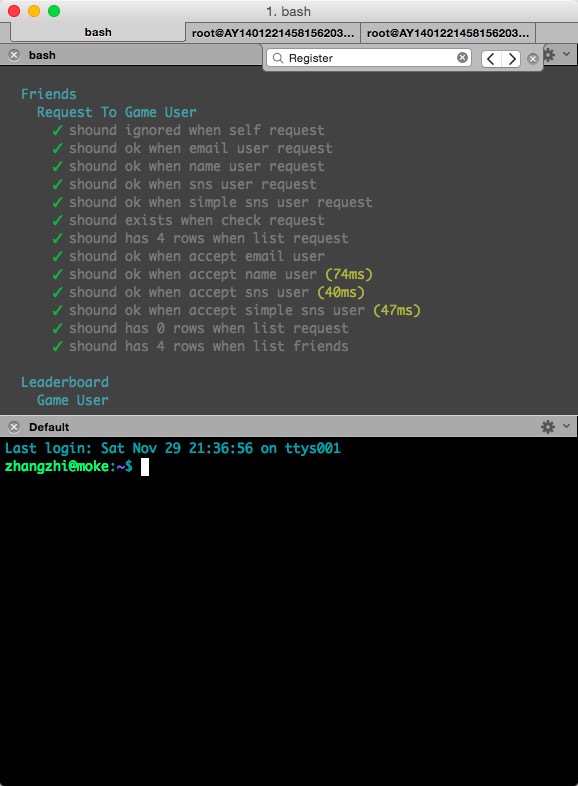 1. bash
bash
root@AY1401221458156203...
root@AY1401221458156203...
bash
Register
Friends
Request To Game User
✓ shound ignored when self request
✓ shound ok when email user request
✓ shound ok when name user request
✓ shound ok when sns user request
✓ shound ok when simple sns user request
✓ shound exists when check request
✓ shound has 4 rows when list request
✓ shound ok when accept email user
✓ shound ok when accept name user (74ms)
✓ shound ok when accept sns user (40ms)
✓ shound ok when accept simple sns user (47ms)
✓ shound has 0 rows when list request
✓ shound has 4 rows when list friends
Leaderboard
Game User
Default
Last login: Sat Nov 29 21:36:56 on ttys001
zhangzhi@moke:~$